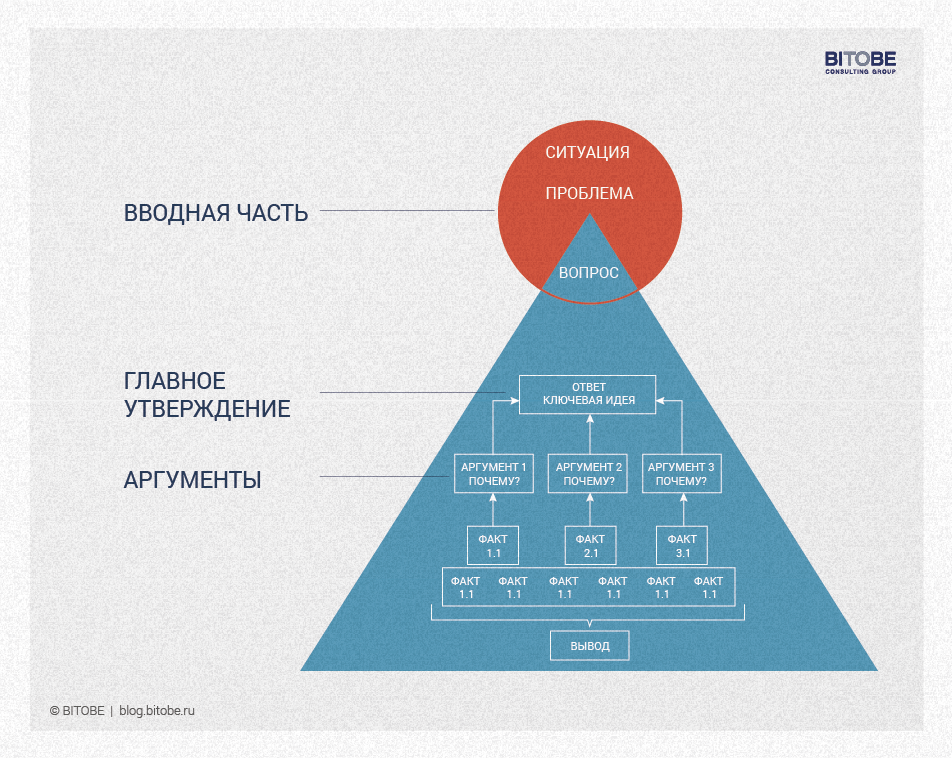 BITOBE
CONSULTING GROUP
СИТУАЦИЯ
ПРОБЛЕМА
ВВОДНАЯ ЧАСТЬ
ВОПРОС
ГЛАВНОЕ
УТВЕРЖДЕНИЕ
ОТВЕТ
КЛЮЧЕВАЯ ИДЕЯ
АРГУМЕНТЫ
АРГУМЕНТ 1
ПОЧЕМУ?
АРГУМЕНТ 2
ПОЧЕМУ?
АРГУМЕНТ 3
ПОЧЕМУ?
ФАКТ
1.1
ФАКТ
2.1
ФАКТ
3.1
ФАКТ
1.1
ФАКТ
1.1
ФАКТ
1.1
ФАКТ
1.1
ФАКТ
1.1
ФАКТ
1.1
ВЫВОД
© BITOBE | blog.bitobe.ru